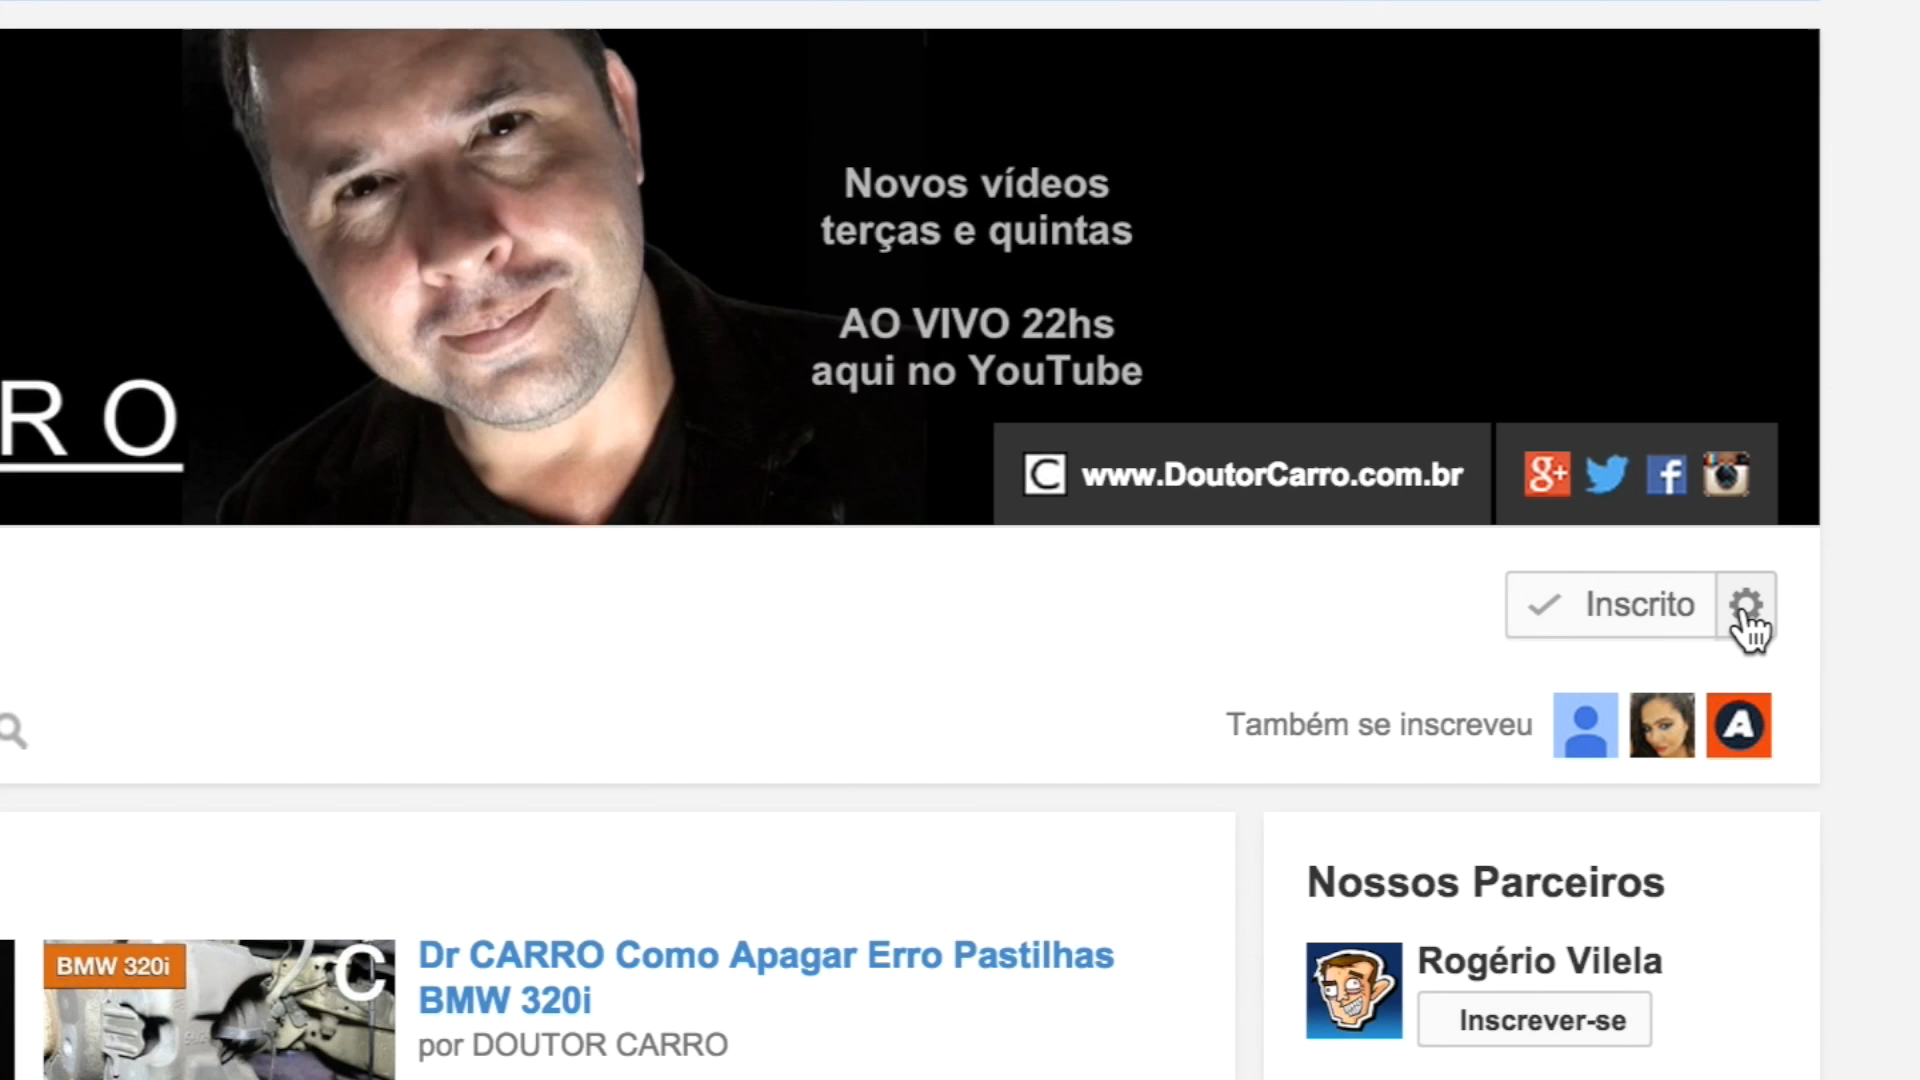 Novos vídeos
terças e quintas
AO VIVO 22hs
aqui no YouTube
RO
C www.DoutorCarro.com.br
g+ f
Inscrito
Também se inscreveu
A
Nossos Parceiros
BMW 320i
C
Dr CARRO Como Apagar Erro Pastilhas
BMW 320i
por DOUTOR CARRO
Rogério Vilela
Inscrever-se